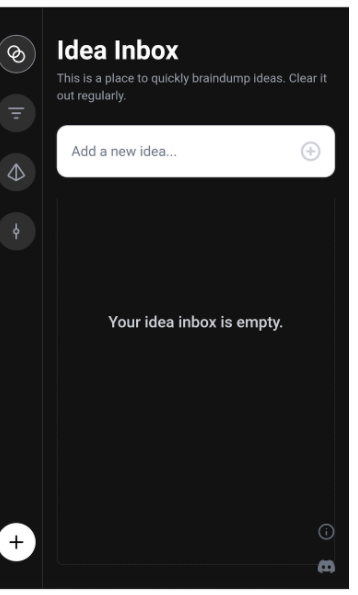 Idea Inbox
This is a place to quickly braindump ideas. Clear it
out regularly.
Add a new idea...
Your idea inbox is empty.